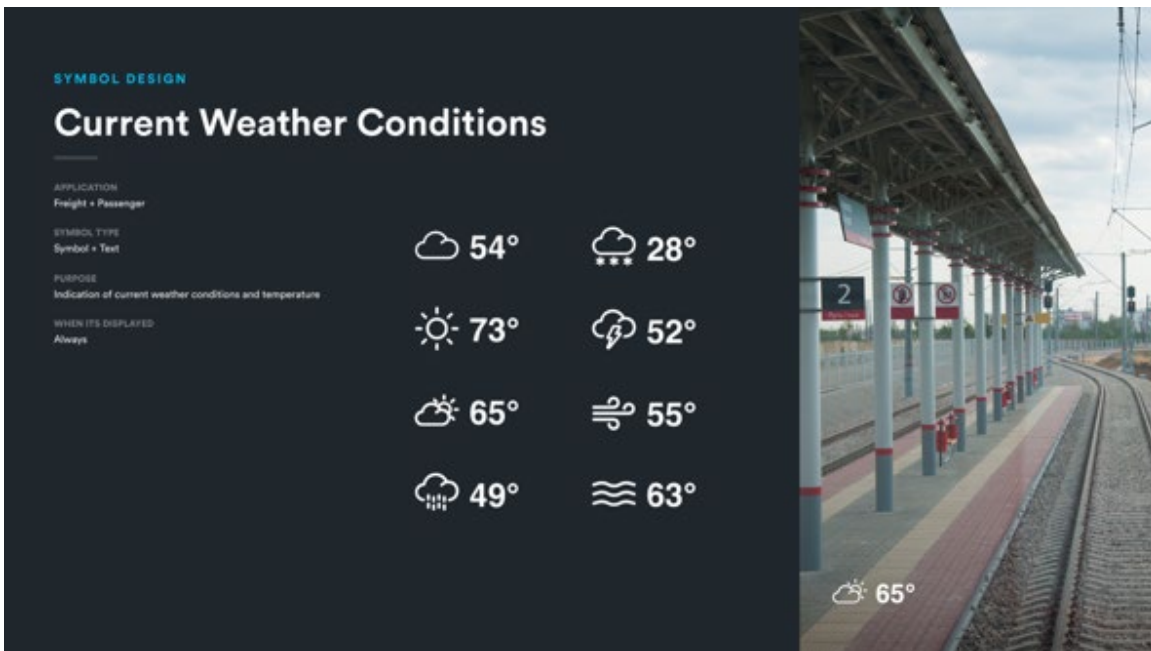 SYMBOL DESIGN
Current Weather Conditions
APPLICATION
Freight + Passenger
SYMBOL TYPE
Symbol + Text
PURPOSE
Indication of current weather conditions and temperature
WHEN ITS DISPLAYED
Always
54° 28°
73° 52°
65° 55°
49° 63°
2
65°